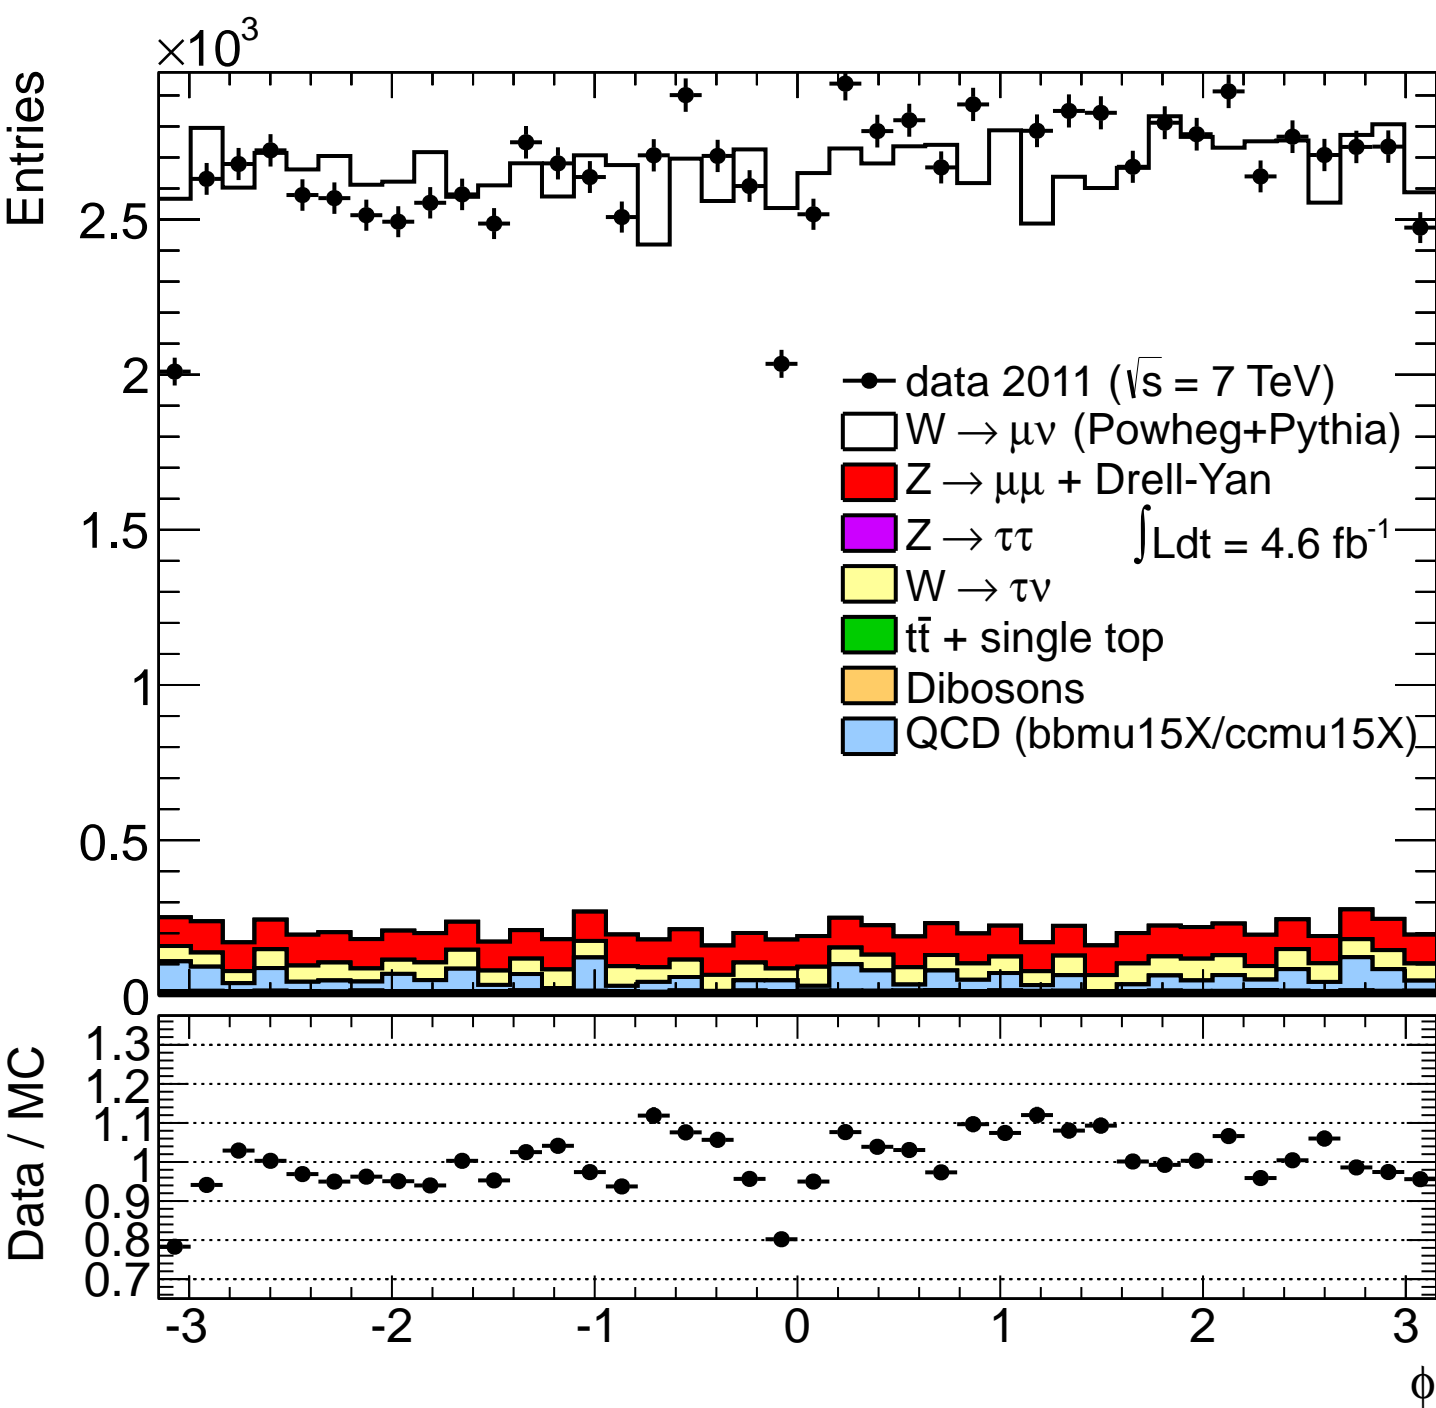 ×10³
Entries
2.5
2
1.5
1
0.5
0
data 2011 (√s = 7 TeV)
W → μν (Powheg+Pythia)
Z → μμ + Drell-Yan
Z → ττ
∫Ldt = 4.6 fb⁻¹
W → τν
tt̄ + single top
Dibosons
QCD (bbmu15X/ccmu15X)
Data / MC
1.3
1.2
1.1
1
0.9
0.8
0.7
-3 -2 -1 0 1 2 3
ϕ